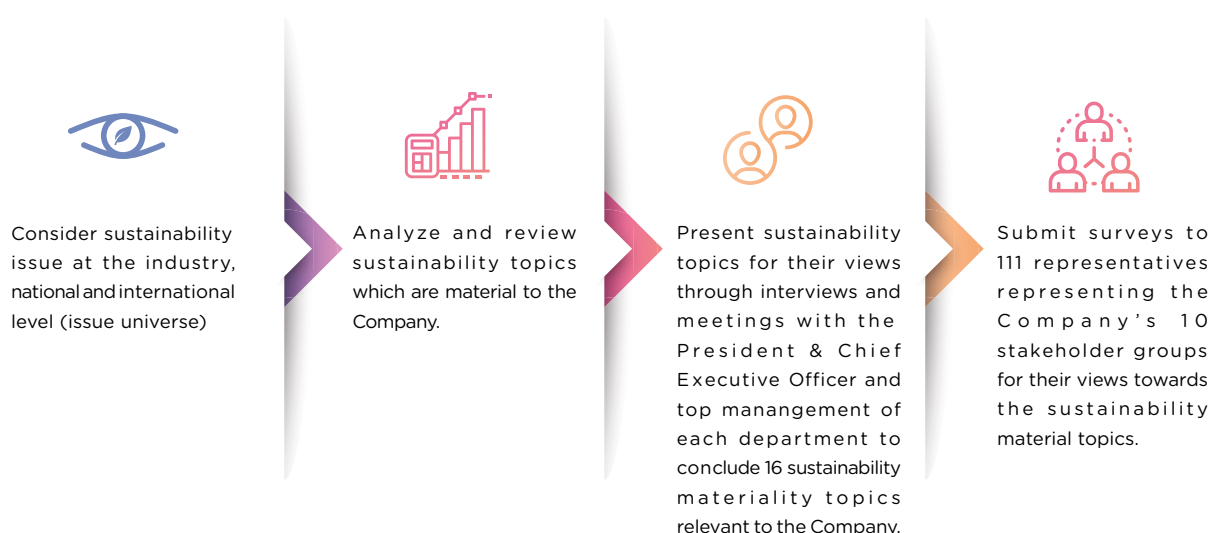 Consider sustainability
issue at the industry,
national and international
level (issue universe)
Analyze and review
sustainability topics
which are material to the
Company.
Present sustainability
topics for their views
through interviews and
meetings with the
President & Chief
Executive Officer and
top manangement of
each department to
conclude 16 sustainability
materiality topics
relevant to the Company.
Submit surveys to
111 representatives
representing the
Company's 10
stakeholder groups
for their views towards
the sustainability
material topics.